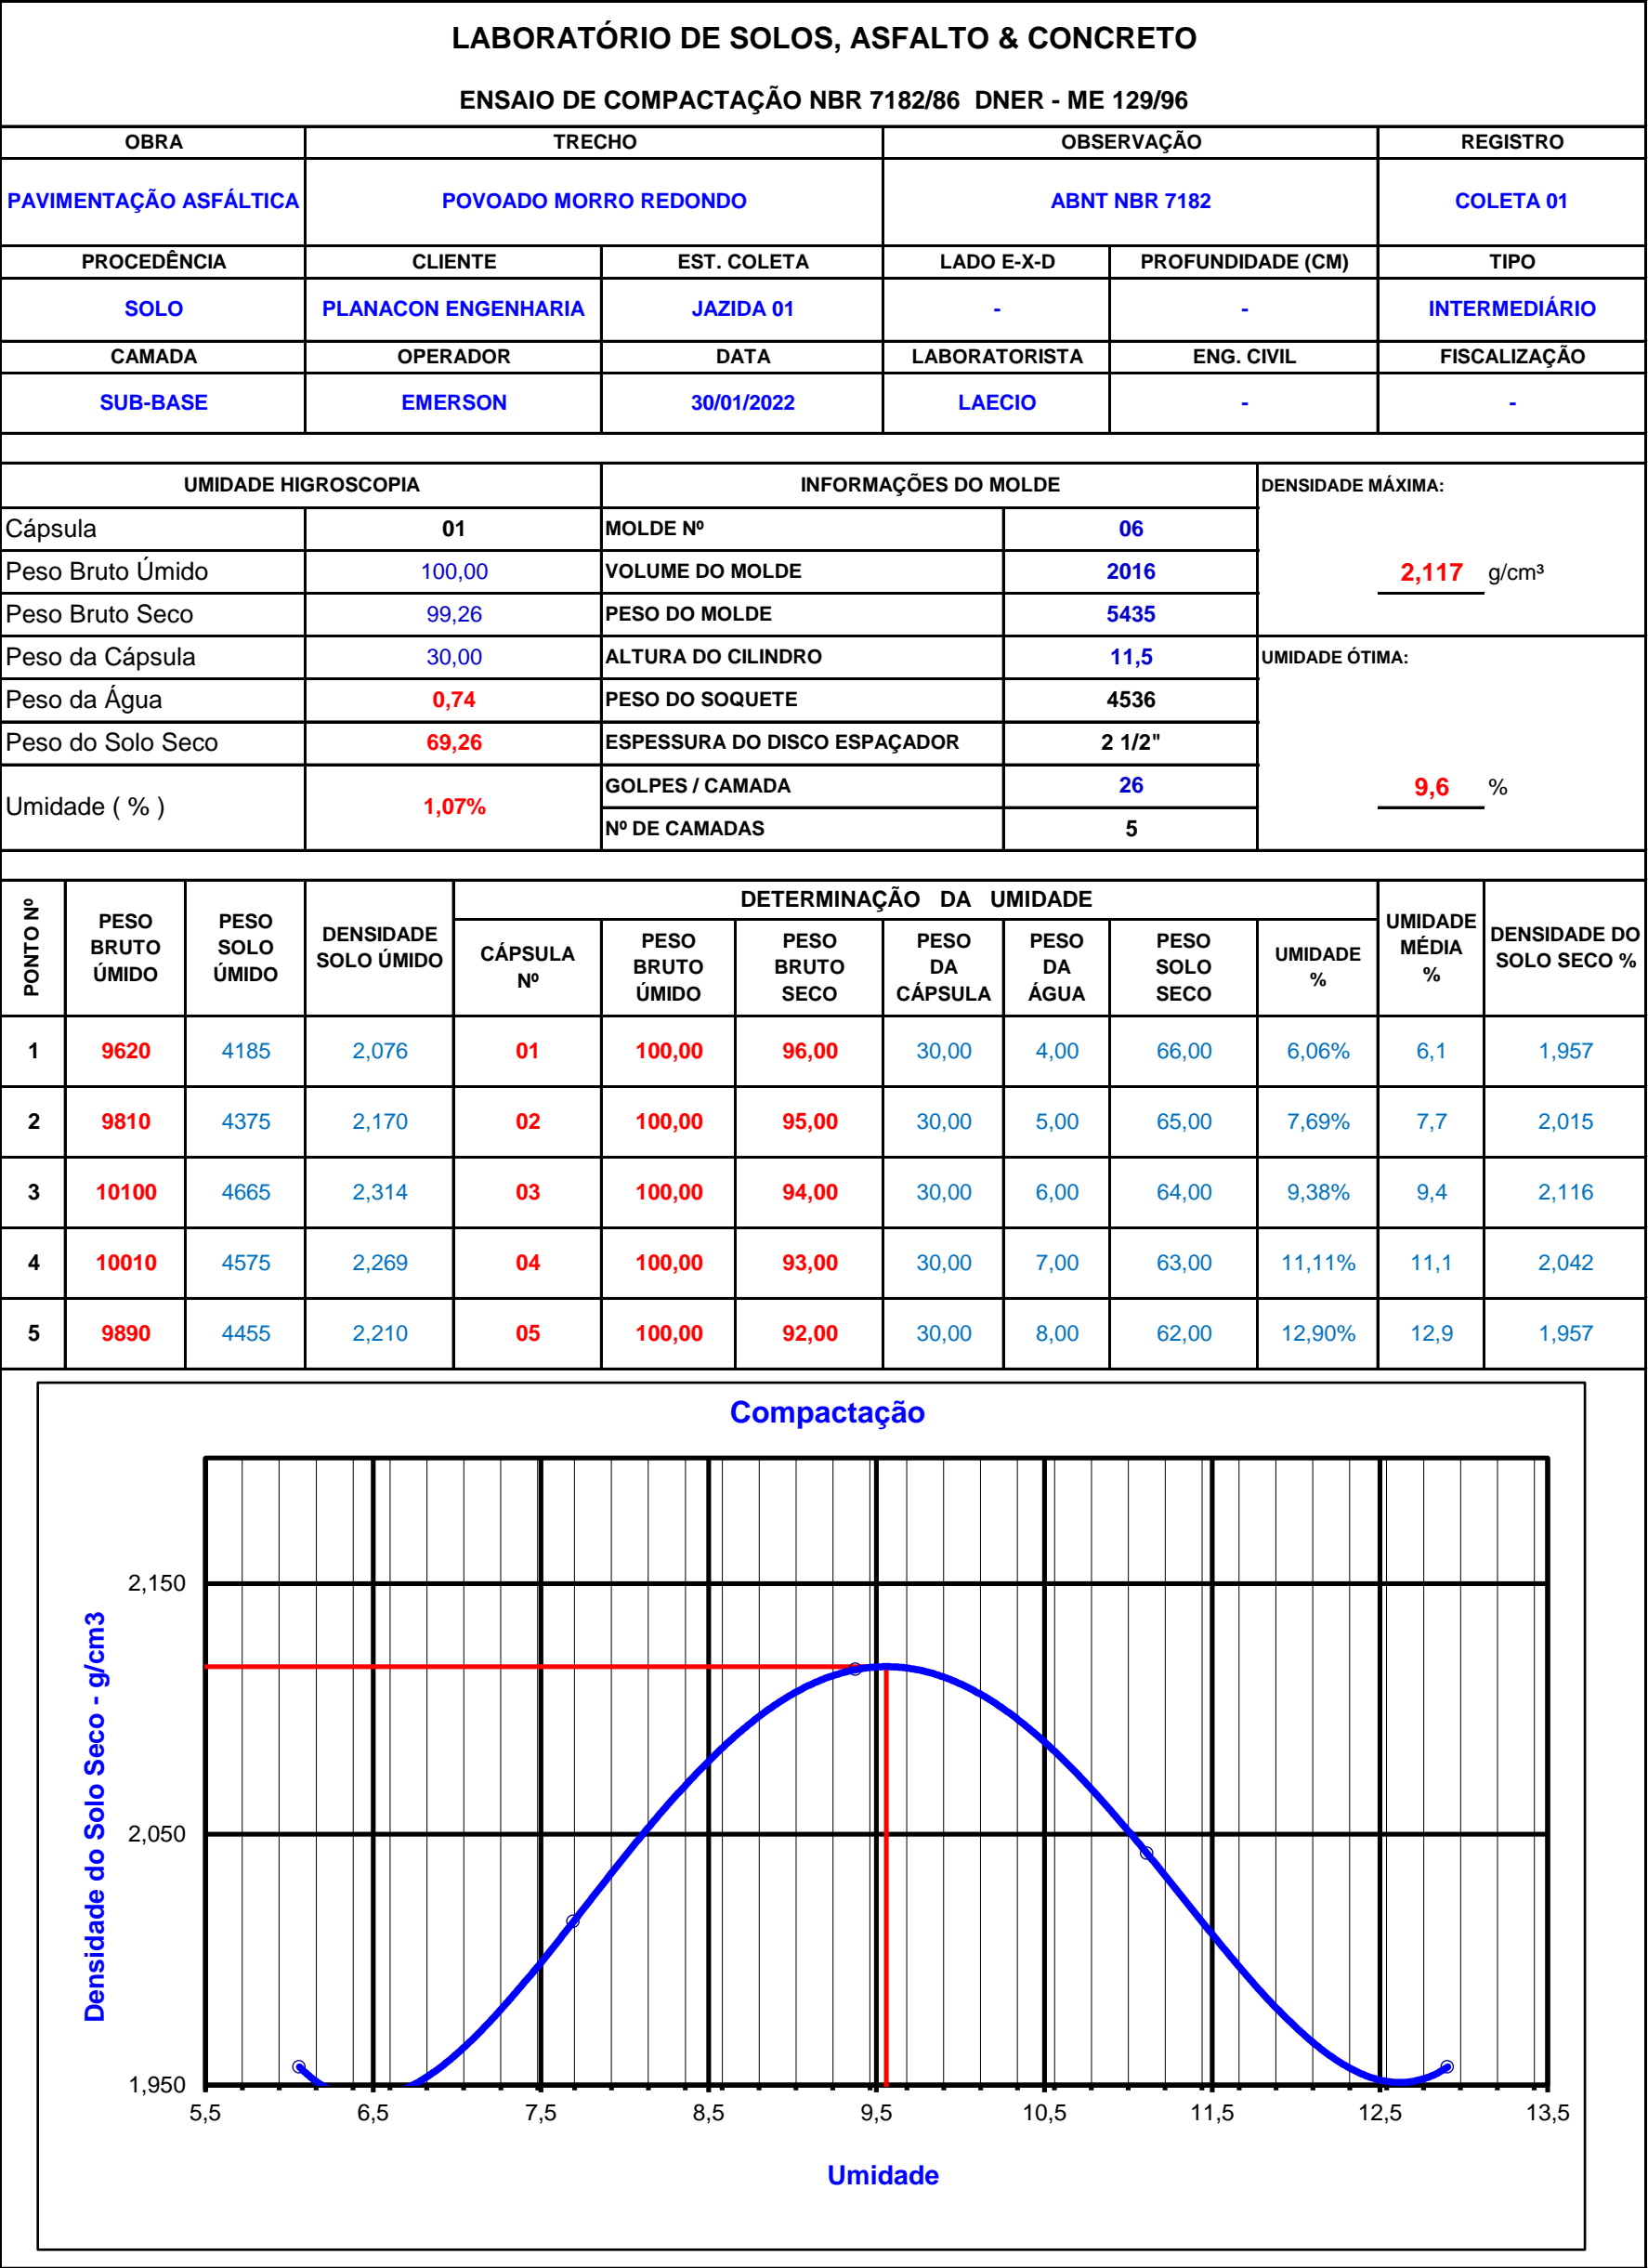 LABORATÓRIO DE SOLOS, ASFALTO & CONCRETO
ENSAIO DE COMPACTAÇÃO NBR 7182/86 DNER - ME 129/96
OBRA TRECHO OBSERVAÇÃO REGISTRO
PAVIMENTAÇÃO ASFÁLTICA POVOADO MORRO REDONDO ABNT NBR 7182 COLETA 01
PROCEDÊNCIA CLIENTE EST. COLETA LADO E-X-D PROFUNDIDADE (CM) TIPO
SOLO PLANACON ENGENHARIA JAZIDA 01 - - INTERMEDIÁRIO
CAMADA OPERADOR DATA LABORATORISTA ENG. CIVIL FISCALIZAÇÃO
SUB-BASE EMERSON 30/01/2022 LAECIO - -
UMIDADE HIGROSCOPIA INFORMAÇÕES DO MOLDE DENSIDADE MÁXIMA:
Cápsula 01 MOLDE Nº 06
Peso Bruto Úmido 100,00 VOLUME DO MOLDE 2016 2,117 g/cm³
Peso Bruto Seco 99,26 PESO DO MOLDE 5435
Peso da Cápsula 30,00 ALTURA DO CILINDRO 11,5 UMIDADE ÓTIMA:
Peso da Água 0,74 PESO DO SOQUETE 4536
Peso do Solo Seco 69,26 ESPESSURA DO DISCO ESPAÇADOR 2 1/2"
Umidade ( % ) 1,07% GOLPES / CAMADA 26 9,6 %
Nº DE CAMADAS 5
PONTO Nº
PESO
BRUTO
ÚMIDO
PESO
SOLO
ÚMIDO
DENSIDADE
SOLO ÚMIDO
DETERMINAÇÃO DA UMIDADE
CÁPSULA
Nº
PESO
BRUTO
ÚMIDO
PESO
BRUTO
SECO
PESO
DA
CÁPSULA
PESO
DA
ÁGUA
PESO
SOLO
SECO
UMIDADE
%
UMIDADE
MÉDIA
%
DENSIDADE DO
SOLO SECO %
1 9620 4185 2,076 01 100,00 96,00 30,00 4,00 66,00 6,06% 6,1 1,957
2 9810 4375 2,170 02 100,00 95,00 30,00 5,00 65,00 7,69% 7,7 2,015
3 10100 4665 2,314 03 100,00 94,00 30,00 6,00 64,00 9,38% 9,4 2,116
4 10010 4575 2,269 04 100,00 93,00 30,00 7,00 63,00 11,11% 11,1 2,042
5 9890 4455 2,210 05 100,00 92,00 30,00 8,00 62,00 12,90% 12,9 1,957
Compactação
Densidade do Solo Seco - g/cm3
2,150
2,050
1,950
5,5 6,5 7,5 8,5 9,5 10,5 11,5 12,5 13,5
Umidade